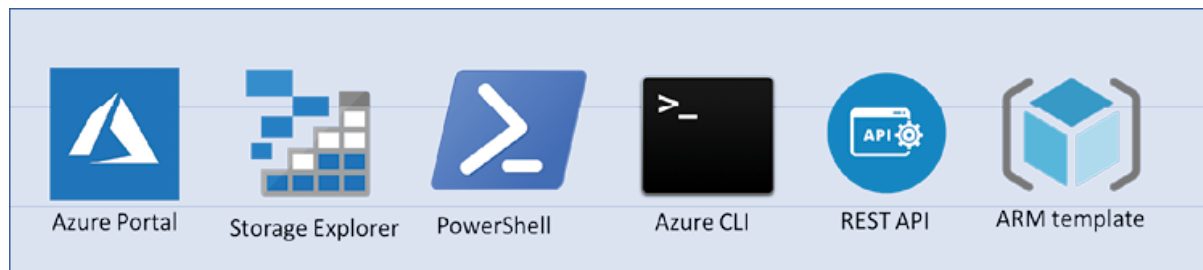 >_
API
Azure Portal
Storage Explorer
PowerShell
Azure CLI
REST API
ARM template